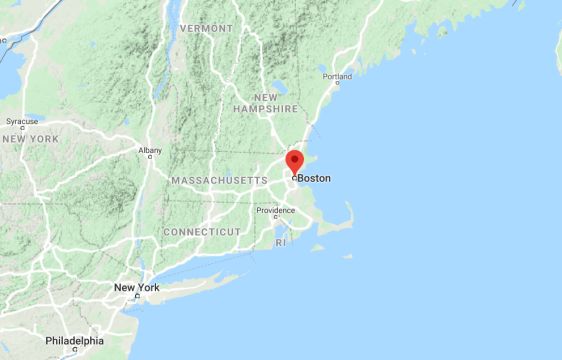 VERMONT
Portland
NEW
HAMPSHIRE
Syracuse
NEW YORK
Albany
MASSACHUSETTS
Boston
Providence
CONNECTICUT
RI
New York
Philadelphia